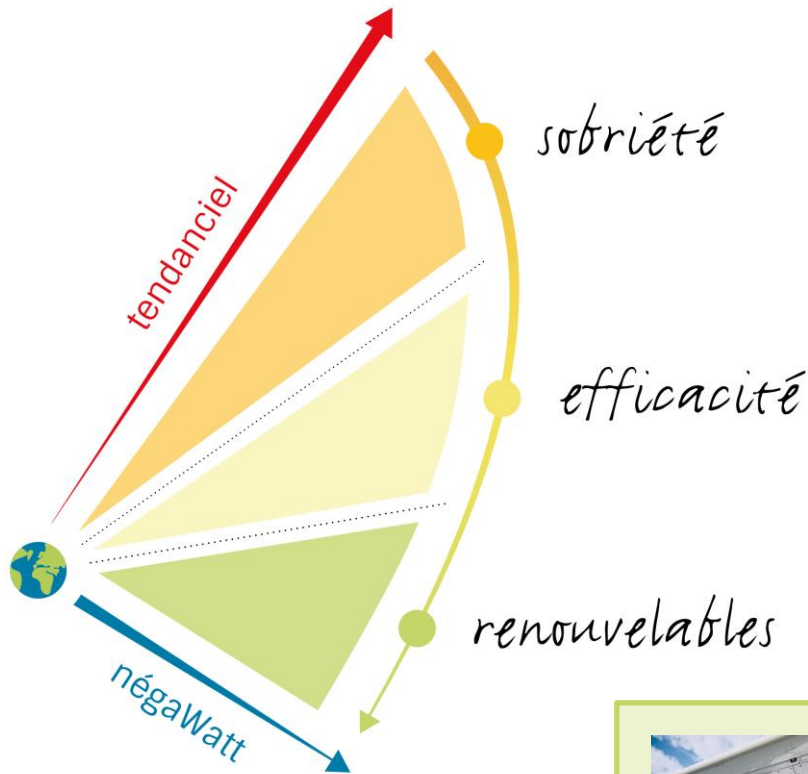 tendanciel
sobriété
efficacité
renouvelables
négaWatt